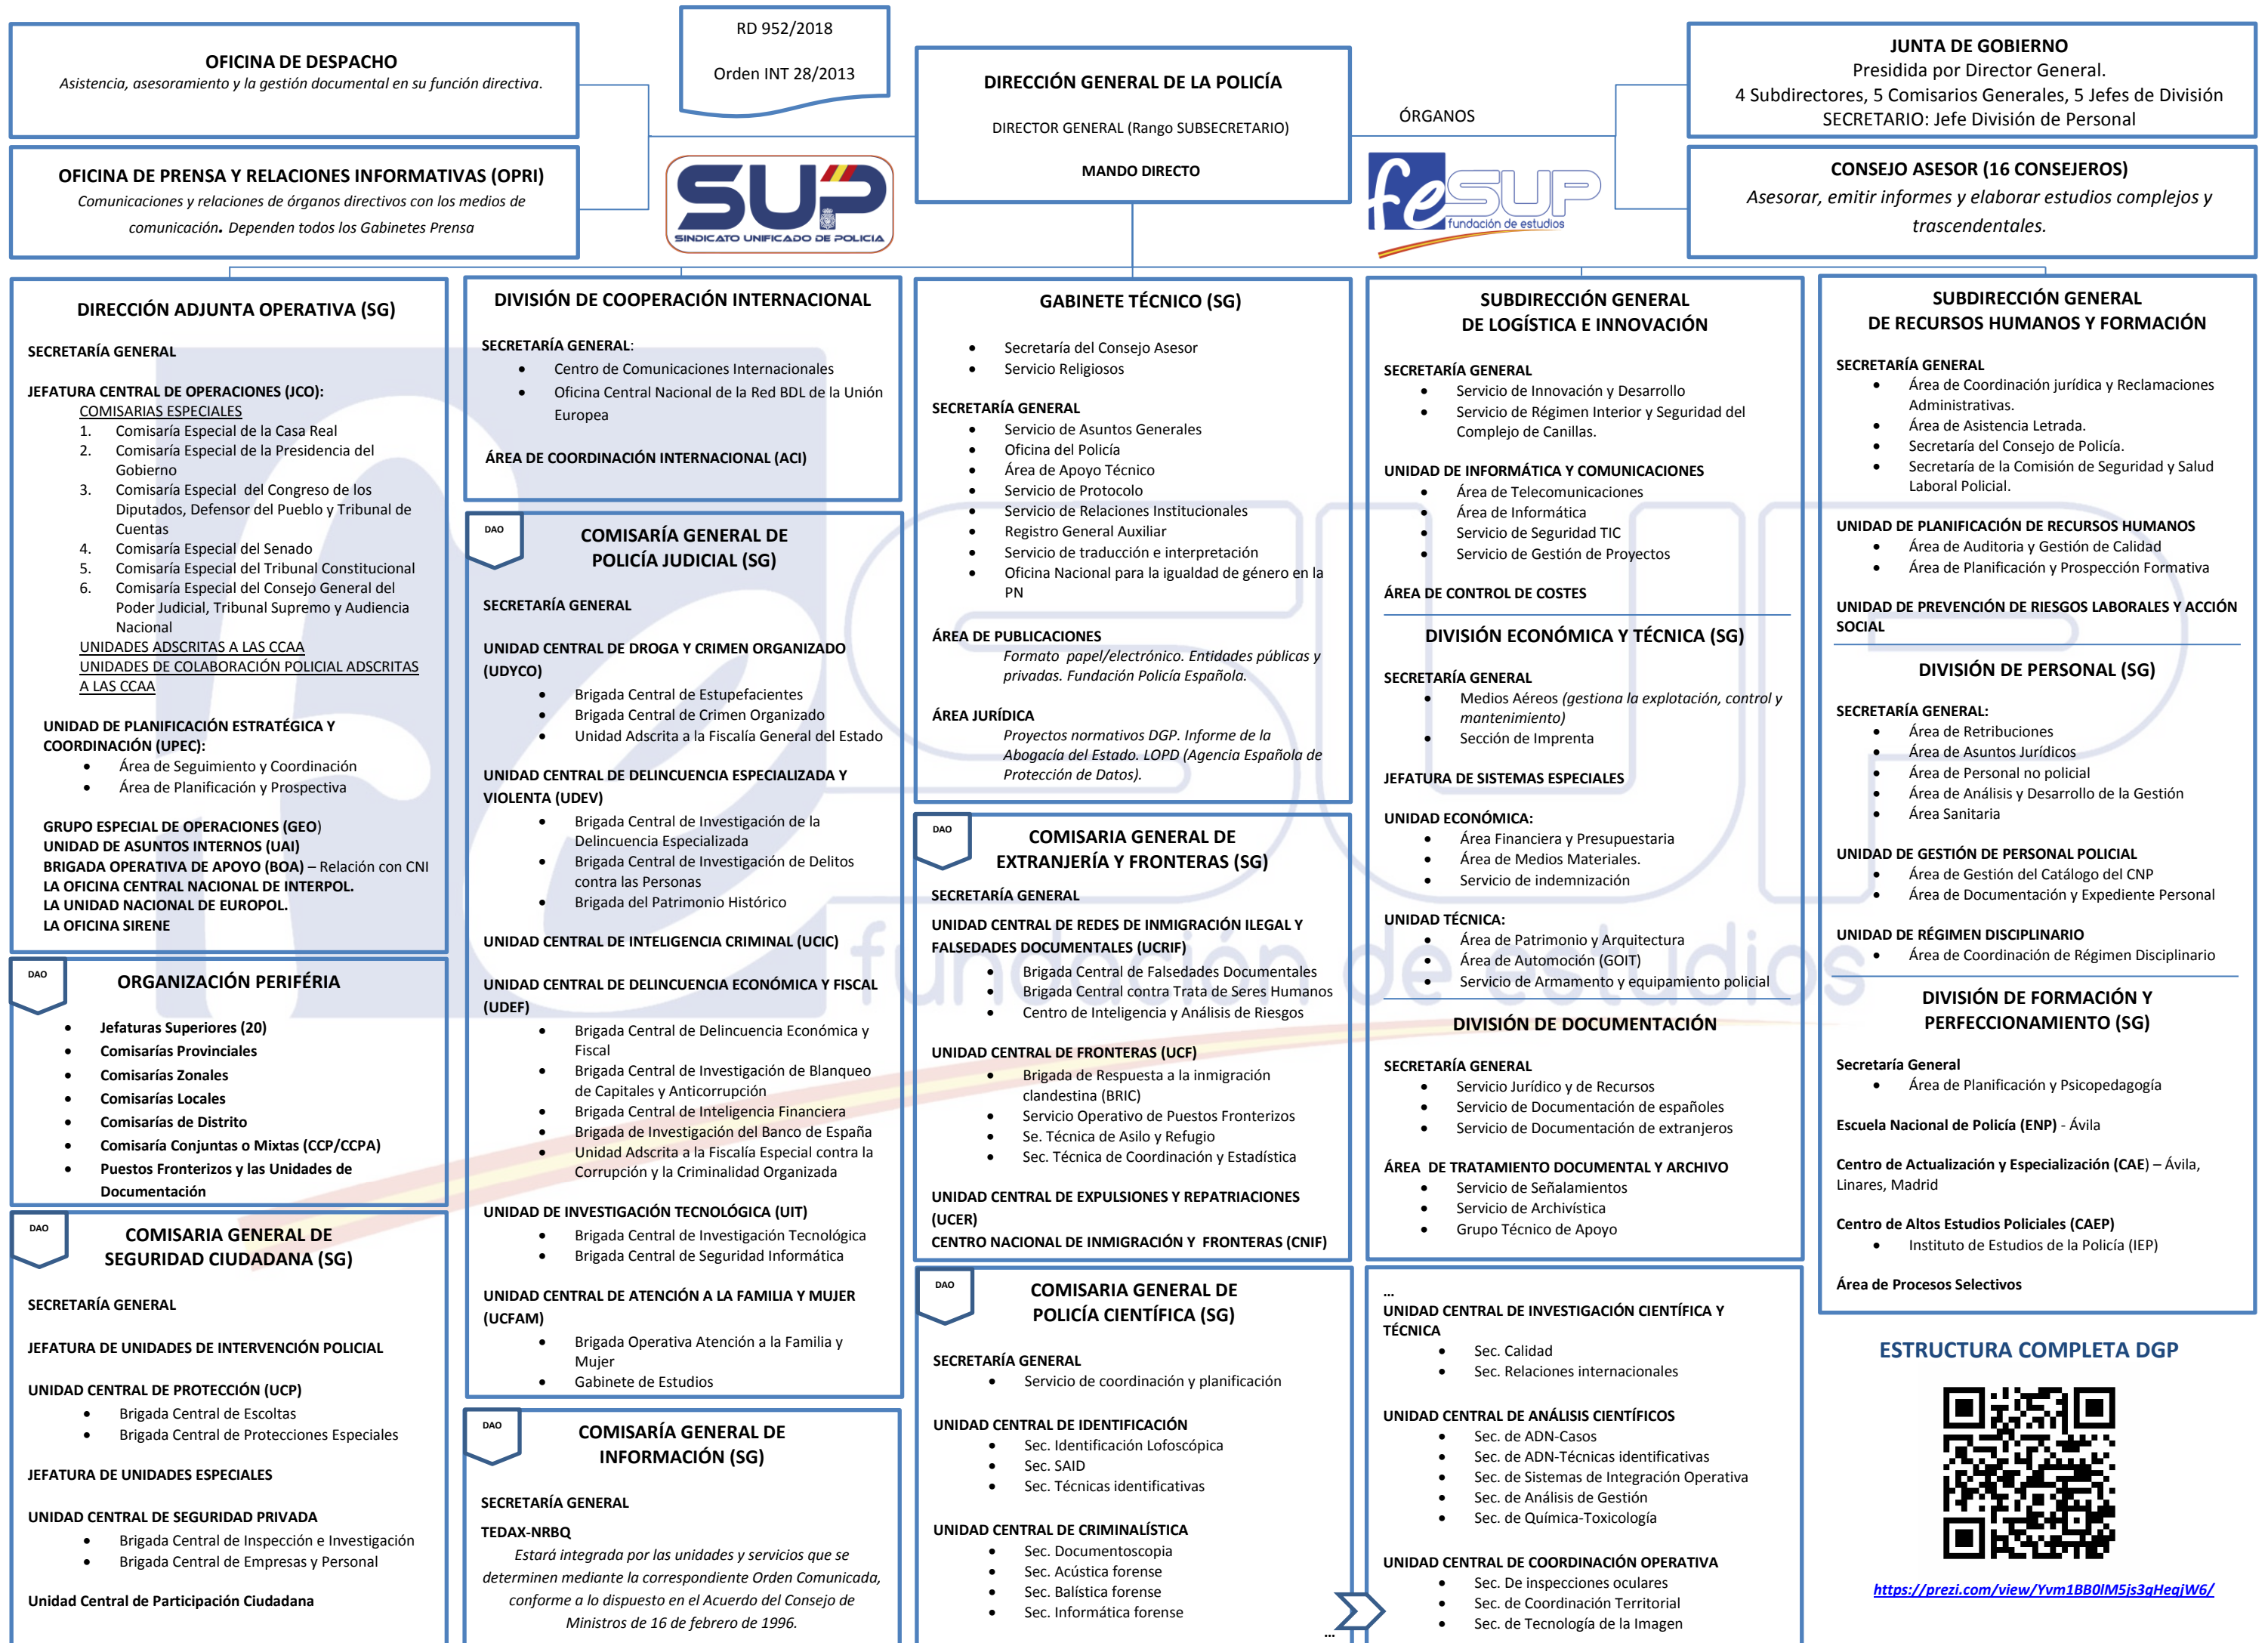 OFICINA DE DESPACHO
Asistencia, asesoramiento y la gestión documental en su función directiva.
OFICINA DE PRENSA Y RELACIONES INFORMATIVAS (OPRI)
Comunicaciones y relaciones de órganos directivos con los medios de
comunicación. Dependen todos los Gabinetes Prensa
RD 952/2018
Orden INT 28/2013
SUP
SINDICATO UNIFICADO DE POLICIA
DIRECCIÓN GENERAL DE LA POLICÍA
DIRECTOR GENERAL (Rango SUBSECRETARIO)
MANDO DIRECTO
ÓRGANOS
feSUP
fundación de estudios
JUNTA DE GOBIERNO
Presidida por Director General.
4 Subdirectores, 5 Comisarios Generales, 5 Jefes de División
SECRETARIO: Jefe División de Personal
CONSEJO ASESOR (16 CONSEJEROS)
Asesorar, emitir informes y elaborar estudios complejos y
trascendentales.
DIRECCIÓN ADJUNTA OPERATIVA (SG)
SECRETARÍA GENERAL
JEFATURA CENTRAL DE OPERACIONES (JCO):
COMISARIAS ESPECIALES
1. Comisaría Especial de la Casa Real
2. Comisaría Especial de la Presidencia del
Gobierno
3. Comisaría Especial del Congreso de los
Diputados, Defensor del Pueblo y Tribunal de
Cuentas
4. Comisaría Especial del Senado
5. Comisaría Especial del Tribunal Constitucional
6. Comisaría Especial del Consejo General del
Poder Judicial, Tribunal Supremo y Audiencia
Nacional
UNIDADES ADSCRITAS A LAS CCAA
UNIDADES DE COLABORACIÓN POLICIAL ADSCRITAS
A LAS CCAA
UNIDAD DE PLANIFICACIÓN ESTRATÉGICA Y
COORDINACIÓN (UPEC):
• Área de Seguimiento y Coordinación
• Área de Planificación y Prospectiva
GRUPO ESPECIAL DE OPERACIONES (GEO)
UNIDAD DE ASUNTOS INTERNOS (UAI)
BRIGADA OPERATIVA DE APOYO (BOA) – Relación con CNI
LA OFICINA CENTRAL NACIONAL DE INTERPOL.
LA UNIDAD NACIONAL DE EUROPOL.
LA OFICINA SIRENE
DAO
ORGANIZACIÓN PERIFÉRIA
• Jefaturas Superiores (20)
• Comisarías Provinciales
• Comisarías Zonales
• Comisarías Locales
• Comisarías de Distrito
• Comisaría Conjuntas o Mixtas (CCP/CCPA)
• Puestos Fronterizos y las Unidades de
Documentación
DAO
COMISARIA GENERAL DE
SEGURIDAD CIUDADANA (SG)
SECRETARÍA GENERAL
JEFATURA DE UNIDADES DE INTERVENCIÓN POLICIAL
UNIDAD CENTRAL DE PROTECCIÓN (UCP)
• Brigada Central de Escoltas
• Brigada Central de Protecciones Especiales
JEFATURA DE UNIDADES ESPECIALES
UNIDAD CENTRAL DE SEGURIDAD PRIVADA
• Brigada Central de Inspección e Investigación
• Brigada Central de Empresas y Personal
Unidad Central de Participación Ciudadana
DIVISIÓN DE COOPERACIÓN INTERNACIONAL
SECRETARÍA GENERAL:
• Centro de Comunicaciones Internacionales
• Oficina Central Nacional de la Red BDL de la Unión
Europea
ÁREA DE COORDINACIÓN INTERNACIONAL (ACI)
DAO
COMISARÍA GENERAL DE
POLICÍA JUDICIAL (SG)
SECRETARÍA GENERAL
UNIDAD CENTRAL DE DROGA Y CRIMEN ORGANIZADO
(UDYCO)
• Brigada Central de Estupefacientes
• Brigada Central de Crimen Organizado
• Unidad Adscrita a la Fiscalía General del Estado
UNIDAD CENTRAL DE DELINCUENCIA ESPECIALIZADA Y
VIOLENTA (UDEV)
• Brigada Central de Investigación de la
Delincuencia Especializada
• Brigada Central de Investigación de Delitos
contra las Personas
• Brigada del Patrimonio Histórico
UNIDAD CENTRAL DE INTELIGENCIA CRIMINAL (UCIC)
UNIDAD CENTRAL DE DELINCUENCIA ECONÓMICA Y FISCAL
(UDEF)
• Brigada Central de Delincuencia Económica y
Fiscal
• Brigada Central de Investigación de Blanqueo
de Capitales y Anticorrupción
• Brigada Central de Inteligencia Financiera
• Brigada de Investigación del Banco de España
• Unidad Adscrita a la Fiscalía Especial contra la
Corrupción y la Criminalidad Organizada
UNIDAD DE INVESTIGACIÓN TECNOLÓGICA (UIT)
• Brigada Central de Investigación Tecnológica
• Brigada Central de Seguridad Informática
UNIDAD CENTRAL DE ATENCIÓN A LA FAMILIA Y MUJER
(UCFAM)
• Brigada Operativa Atención a la Familia y
Mujer
• Gabinete de Estudios
DAO
COMISARÍA GENERAL DE
INFORMACIÓN (SG)
SECRETARÍA GENERAL
TEDAX-NRBQ
Estará integrada por las unidades y servicios que se
determinen mediante la correspondiente Orden Comunicada,
conforme a lo dispuesto en el Acuerdo del Consejo de
Ministros de 16 de febrero de 1996.
GABINETE TÉCNICO (SG)
• Secretaría del Consejo Asesor
• Servicio Religiosos
SECRETARÍA GENERAL
• Servicio de Asuntos Generales
• Oficina del Policía
• Área de Apoyo Técnico
• Servicio de Protocolo
• Servicio de Relaciones Institucionales
• Registro General Auxiliar
• Servicio de traducción e interpretación
• Oficina Nacional para la igualdad de género en la
PN
ÁREA DE PUBLICACIONES
Formato papel/electrónico. Entidades públicas y
privadas. Fundación Policía Española.
ÁREA JURÍDICA
Proyectos normativos DGP. Informe de la
Abogacía del Estado. LOPD (Agencia Española de
Protección de Datos).
DAO
COMISARIA GENERAL DE
EXTRANJERÍA Y FRONTERAS (SG)
SECRETARÍA GENERAL
UNIDAD CENTRAL DE REDES DE INMIGRACIÓN ILEGAL Y
FALSEDADES DOCUMENTALES (UCRIF)
• Brigada Central de Falsedades Documentales
• Brigada Central contra Trata de Seres Humanos
• Centro de Inteligencia y Análisis de Riesgos
UNIDAD CENTRAL DE FRONTERAS (UCF)
• Brigada de Respuesta a la inmigración
clandestina (BRIC)
• Servicio Operativo de Puestos Fronterizos
• Se. Técnica de Asilo y Refugio
• Sec. Técnica de Coordinación y Estadística
UNIDAD CENTRAL DE EXPULSIONES Y REPATRIACIONES
(UCER)
CENTRO NACIONAL DE INMIGRACIÓN Y FRONTERAS (CNIF)
DAO
COMISARIA GENERAL DE
POLICÍA CIENTÍFICA (SG)
SECRETARÍA GENERAL
• Servicio de coordinación y planificación
UNIDAD CENTRAL DE IDENTIFICACIÓN
• Sec. Identificación Lofoscópica
• Sec. SAID
• Sec. Técnicas identificativas
UNIDAD CENTRAL DE CRIMINALÍSTICA
• Sec. Documentoscopia
• Sec. Acústica forense
• Sec. Balística forense
• Sec. Informática forense
...
SUBDIRECCIÓN GENERAL
DE LOGÍSTICA E INNOVACIÓN
SECRETARÍA GENERAL
• Servicio de Innovación y Desarrollo
• Servicio de Régimen Interior y Seguridad del
Complejo de Canillas.
UNIDAD DE INFORMÁTICA Y COMUNICACIONES
• Área de Telecomunicaciones
• Área de Informática
• Servicio de Seguridad TIC
• Servicio de Gestión de Proyectos
ÁREA DE CONTROL DE COSTES
DIVISIÓN ECONÓMICA Y TÉCNICA (SG)
SECRETARÍA GENERAL
• Medios Aéreos (gestiona la explotación, control y
mantenimiento)
• Sección de Imprenta
JEFATURA DE SISTEMAS ESPECIALES
UNIDAD ECONÓMICA:
• Área Financiera y Presupuestaria
• Área de Medios Materiales.
• Servicio de indemnización
UNIDAD TÉCNICA:
• Área de Patrimonio y Arquitectura
• Área de Automoción (GOIT)
• Servicio de Armamento y equipamiento policial
DIVISIÓN DE DOCUMENTACIÓN
SECRETARÍA GENERAL
• Servicio Jurídico y de Recursos
• Servicio de Documentación de españoles
• Servicio de Documentación de extranjeros
ÁREA DE TRATAMIENTO DOCUMENTAL Y ARCHIVO
• Servicio de Señalamientos
• Servicio de Archivística
• Grupo Técnico de Apoyo
...
UNIDAD CENTRAL DE INVESTIGACIÓN CIENTÍFICA Y
TÉCNICA
• Sec. Calidad
• Sec. Relaciones internacionales
UNIDAD CENTRAL DE ANÁLISIS CIENTÍFICOS
• Sec. de ADN-Casos
• Sec. de ADN-Técnicas identificativas
• Sec. de Sistemas de Integración Operativa
• Sec. de Análisis de Gestión
• Sec. de Química-Toxicología
UNIDAD CENTRAL DE COORDINACIÓN OPERATIVA
• Sec. De inspecciones oculares
• Sec. de Coordinación Territorial
• Sec. de Tecnología de la Imagen
SUBDIRECCIÓN GENERAL
DE RECURSOS HUMANOS Y FORMACIÓN
SECRETARÍA GENERAL
• Área de Coordinación jurídica y Reclamaciones
Administrativas.
• Área de Asistencia Letrada.
• Secretaría del Consejo de Policía.
• Secretaría de la Comisión de Seguridad y Salud
Laboral Policial.
UNIDAD DE PLANIFICACIÓN DE RECURSOS HUMANOS
• Área de Auditoria y Gestión de Calidad
• Área de Planificación y Prospección Formativa
UNIDAD DE PREVENCIÓN DE RIESGOS LABORALES Y ACCIÓN
SOCIAL
DIVISIÓN DE PERSONAL (SG)
SECRETARÍA GENERAL:
• Área de Retribuciones
• Área de Asuntos Jurídicos
• Área de Personal no policial
• Área de Análisis y Desarrollo de la Gestión
• Área Sanitaria
UNIDAD DE GESTIÓN DE PERSONAL POLICIAL
• Área de Gestión del Catálogo del CNP
• Área de Documentación y Expediente Personal
UNIDAD DE RÉGIMEN DISCIPLINARIO
• Área de Coordinación de Régimen Disciplinario
DIVISIÓN DE FORMACIÓN Y
PERFECCIONAMIENTO (SG)
Secretaría General
• Área de Planificación y Psicopedagogía
Escuela Nacional de Policía (ENP) - Ávila
Centro de Actualización y Especialización (CAE) – Ávila,
Linares, Madrid
Centro de Altos Estudios Policiales (CAEP)
• Instituto de Estudios de la Policía (IEP)
Área de Procesos Selectivos
ESTRUCTURA COMPLETA DGP
https://prezi.com/view/Yvm1BB0lM5js3gHeqjW6/
feSUP
fundación de estudios